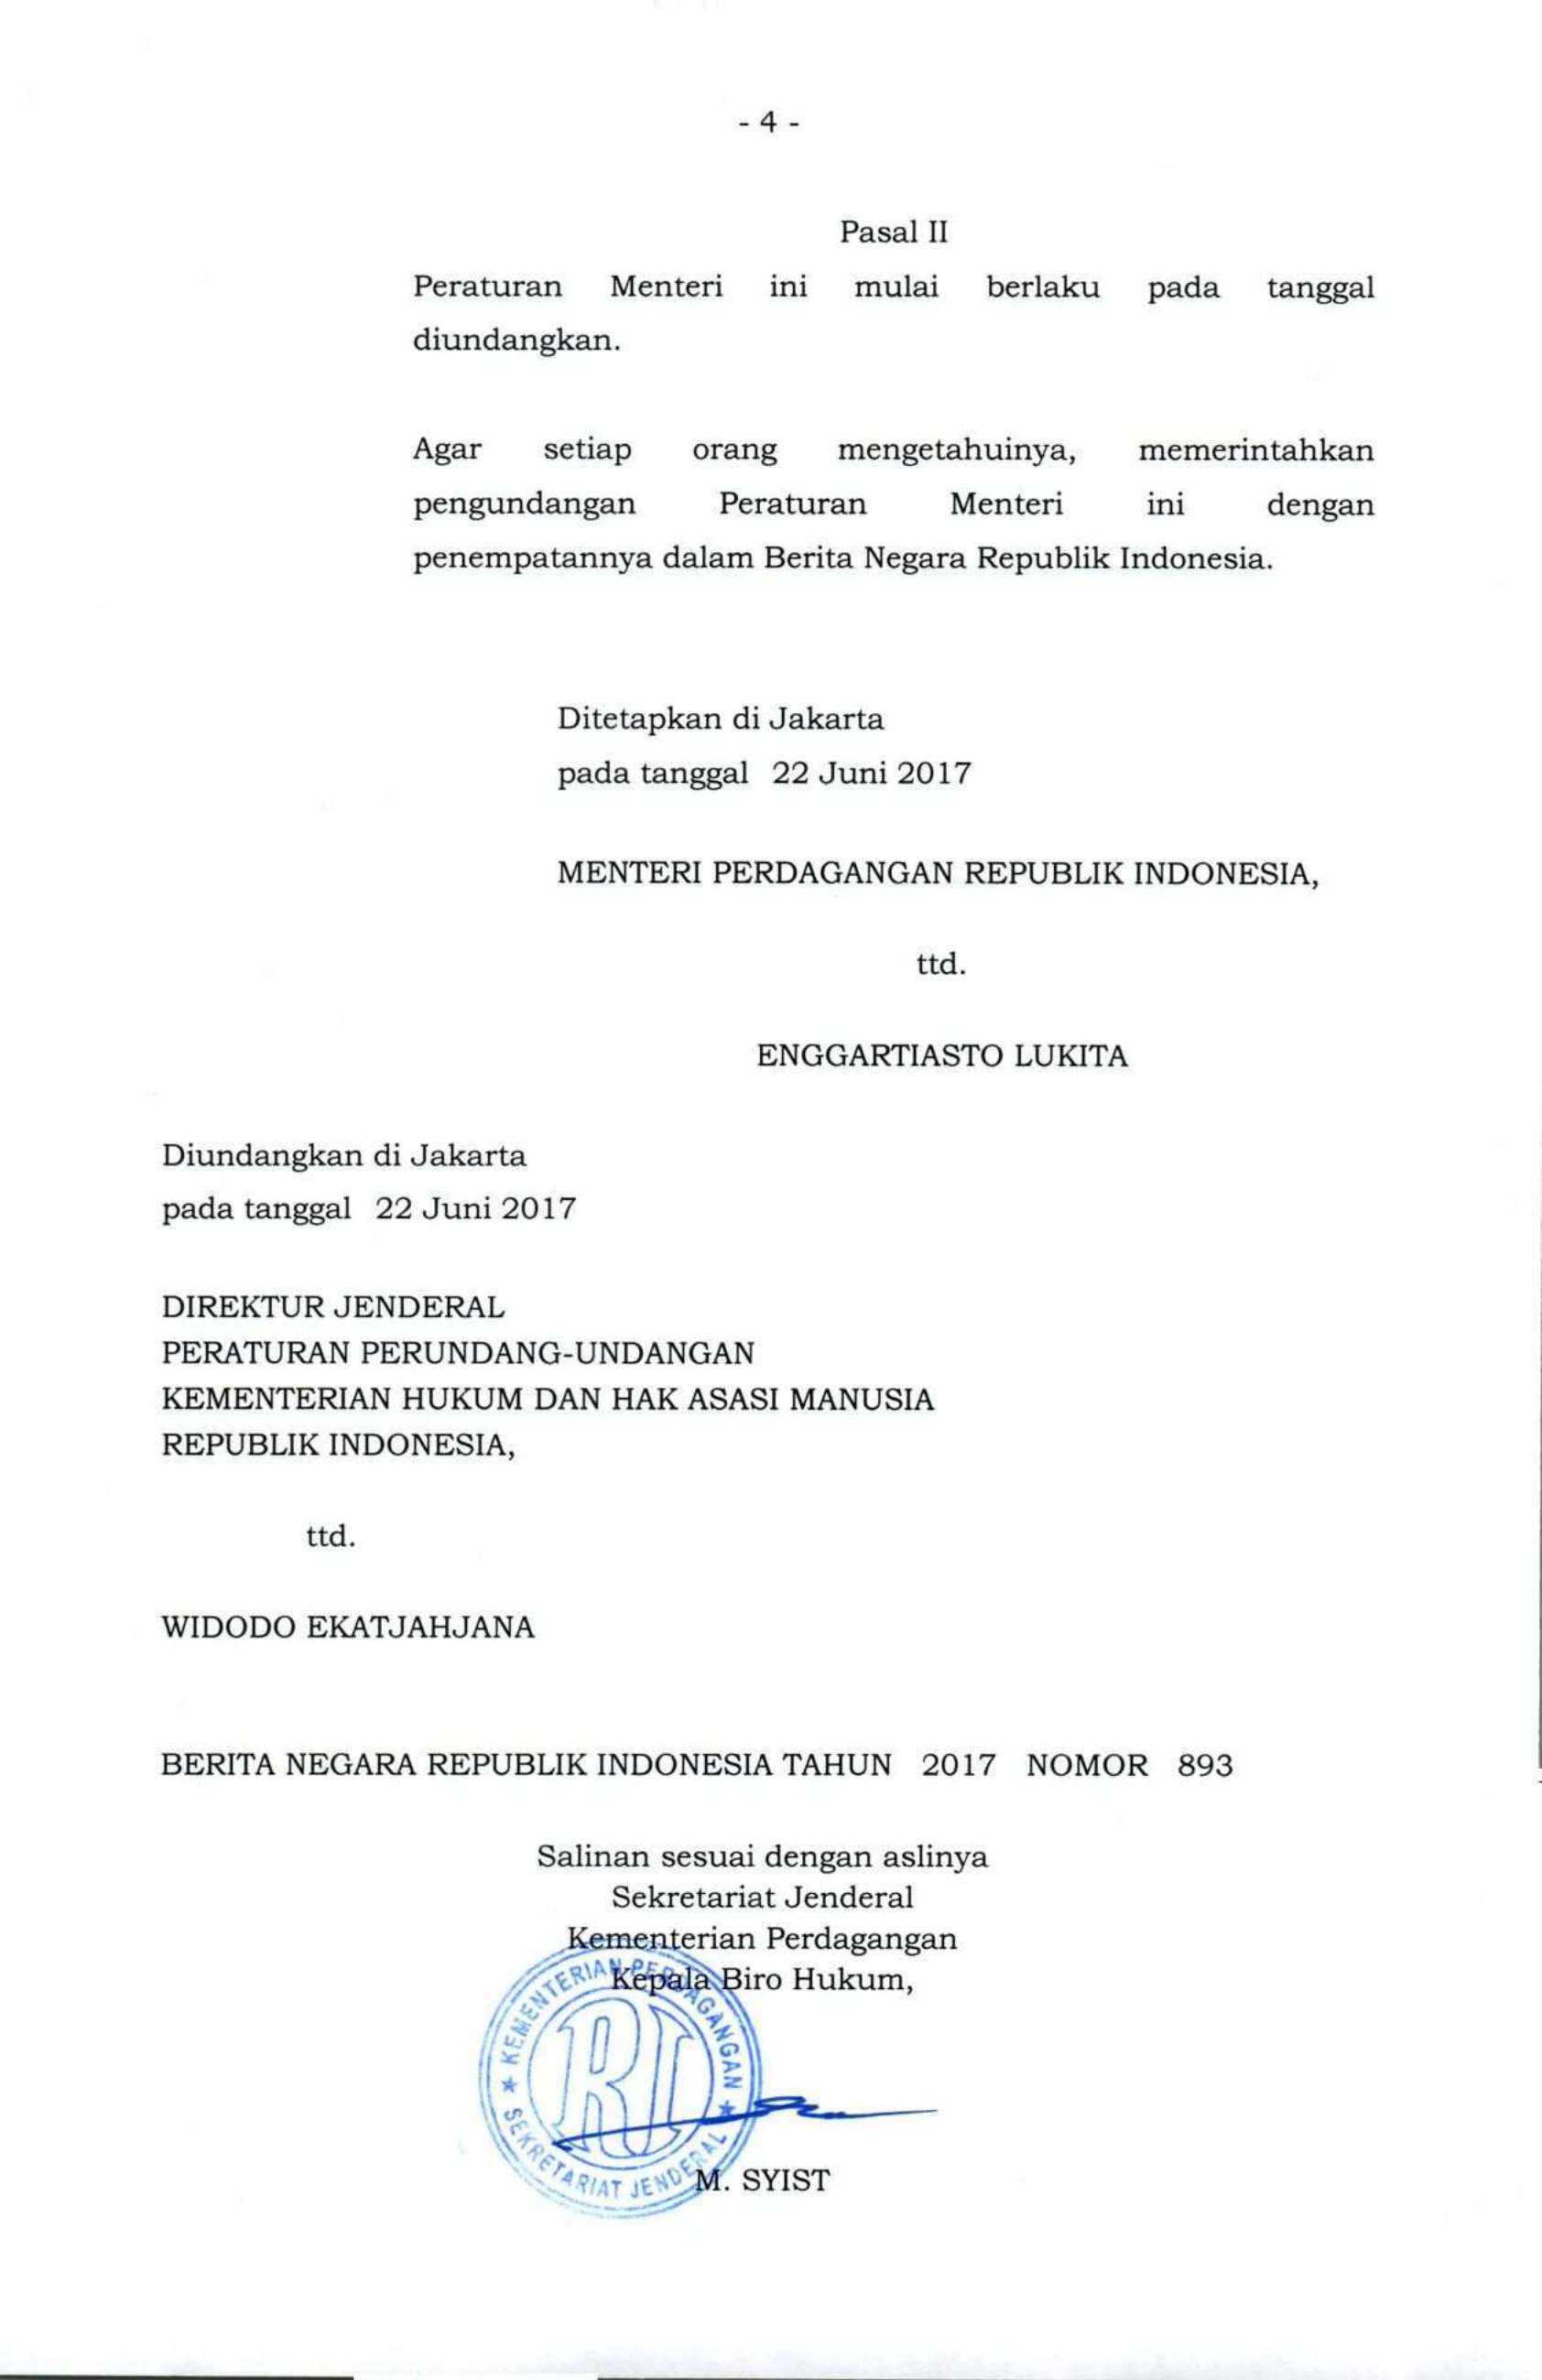 - 4 -
Pasal II
Peraturan Menteri ini mulai berlaku pada tanggal
diundangkan.
Agar setiap orang mengetahuinya, memerintahkan
pengundangan Peraturan Menteri ini dengan
penempatannya dalam Berita Negara Republik Indonesia.
Ditetapkan di Jakarta
pada tanggal 22 Juni 2017
MENTERI PERDAGANGAN REPUBLIK INDONESIA,
ttd.
ENGGARTIASTO LUKITA
Diundangkan di Jakarta
pada tanggal 22 Juni 2017
DIREKTUR JENDERAL
PERATURAN PERUNDANG-UNDANGAN
KEMENTERIAN HUKUM DAN HAK ASASI MANUSIA
REPUBLIK INDONESIA,
ttd.
WIDODO EKATJAHJANA
BERITA NEGARA REPUBLIK INDONESIA TAHUN 2017 NOMOR 893
Salinan sesuai dengan aslinya
Sekretariat Jenderal
Kementerian Perdagangan
Kepala Biro Hukum,
KEMENTERIAN PERDAGANGAN
RI
SEKRETARIAT JENDERAL
M. SYIST